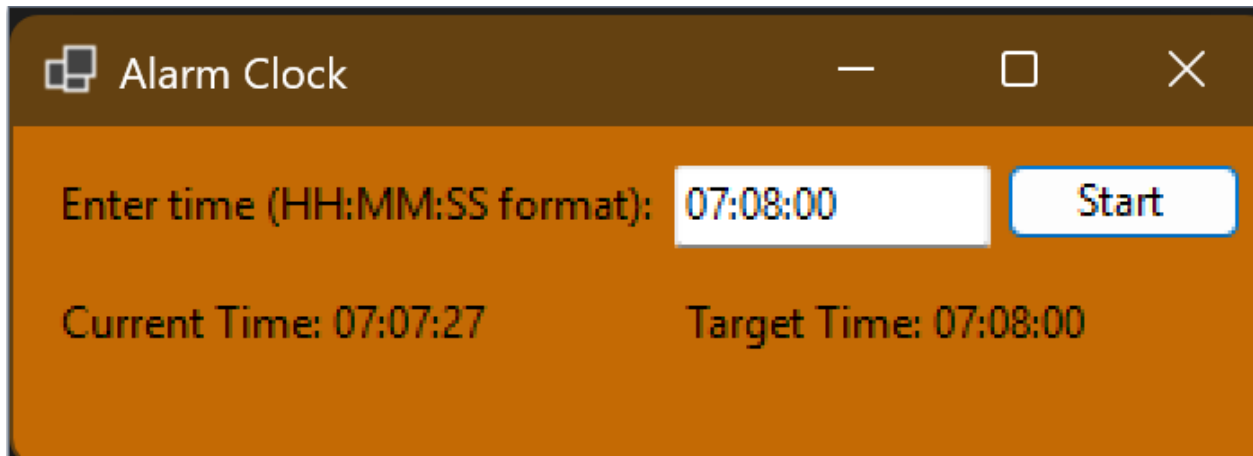 Alarm Clock
Enter time (HH:MM:SS format): 07:08:00 Start
Current Time: 07:07:27 Target Time: 07:08:00